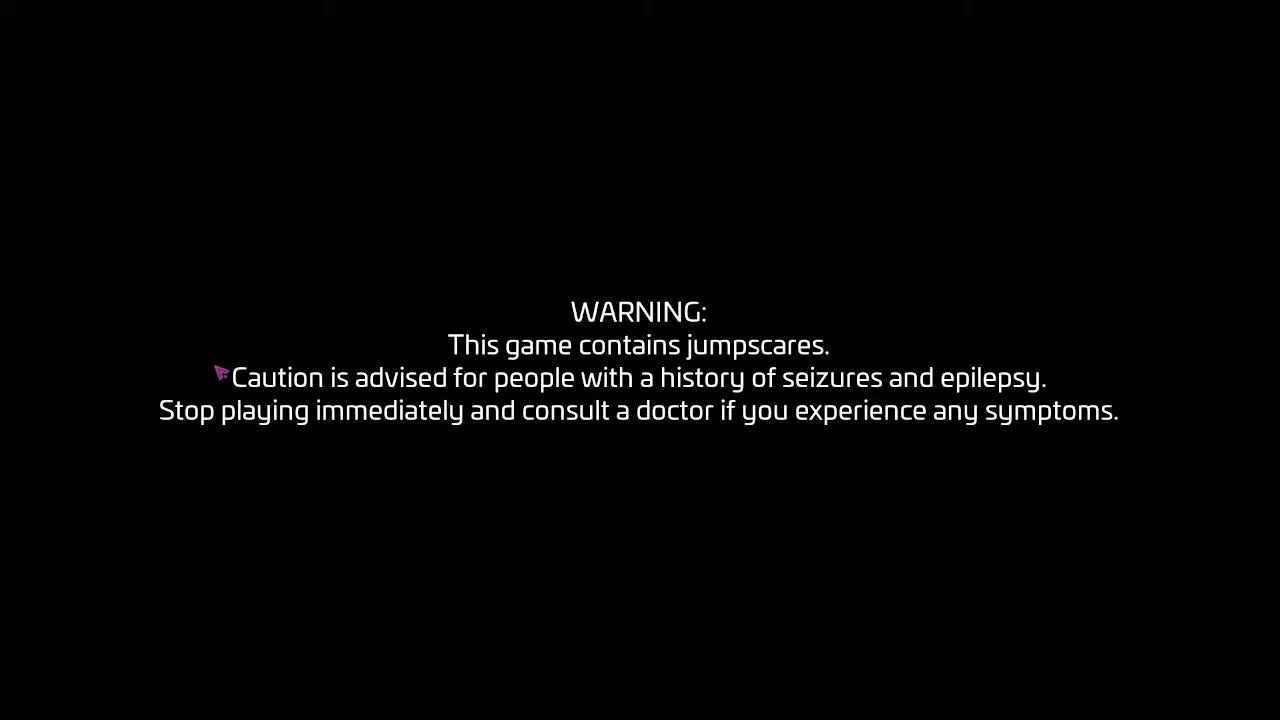 WARNING:
This game contains jumpscares.
Caution is advised for people with a history of seizures and epilepsy.
Stop playing immediately and consult a doctor if you experience any symptoms.